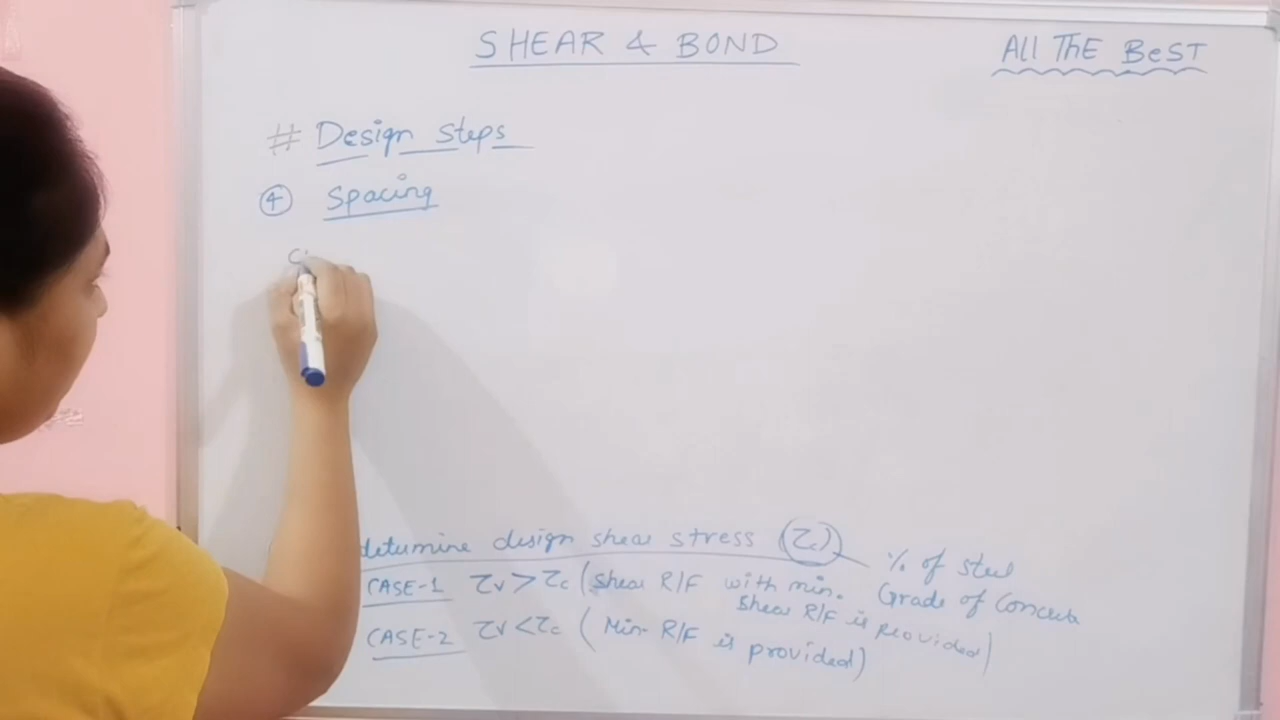 SHEAR & BOND
All ThE BeST
# Design steps
④ Spacing
determine design shear stress (τc)
% of steel
Grade of Concrete
CASE-1 τv > τc (shear R/F with min.
shear R/F is provided)
CASE-2 τv < τc (Min R/F is provided)